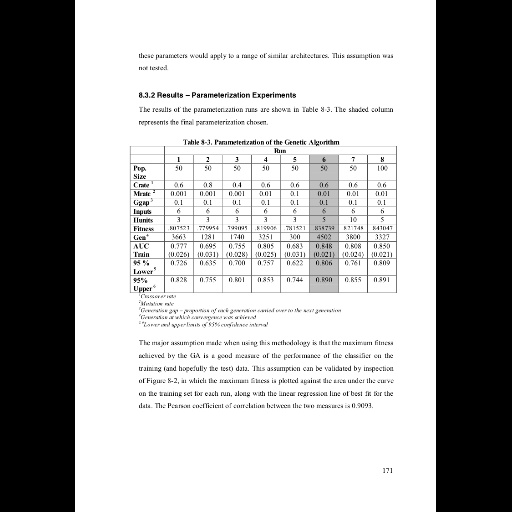 these parameters would apply to a range of similar architectures. This assumption was
not tested.
8.3.2 Results – Parameterization Experiments
The results of the parameterization runs are shown in Table 8-3. The shaded column
represents the final parameterization chosen.
Table 8-3. Parameterization of the Genetic Algorithm
Run
1 2 3 4 5 6 7 8
Pop. Size 50 50 50 50 50 50 50 100
Crate 1 0.6 0.8 0.4 0.6 0.6 0.6 0.6 0.6
Mrate 2 0.001 0.001 0.001 0.01 0.1 0.01 0.01 0.01
Ggap 3 0.1 0.1 0.1 0.1 0.1 0.1 0.1 0.1
Inputs 6 6 6 6 6 6 6 6
Hunits 3 3 3 3 3 5 10 5
Fitness 807523 779954 799095 819906 781521 838739 821748 843047
Gen 4 3663 1281 1740 3251 300 4502 3800 3327
AUC Train 0.777 (0.026) 0.695 (0.031) 0.755 (0.028) 0.805 (0.025) 0.683 (0.031) 0.848 (0.021) 0.808 (0.024) 0.850 (0.021)
95 % Lower 5 0.726 0.635 0.700 0.757 0.622 0.806 0.761 0.809
95% Upper 6 0.828 0.755 0.801 0.853 0.744 0.890 0.855 0.891
1 Crossover rate
2 Mutation rate
3 Generation gap – proportion of each generation carried over to the next generation
4 Generation at which convergence was achieved
5 6 Lower and upper limits of 95% confidence interval
The major assumption made when using this methodology is that the maximum fitness
achieved by the GA is a good measure of the performance of the classifier on the
training (and hopefully the test) data. This assumption can be validated by inspection
of Figure 8-2, in which the maximum fitness is plotted against the area under the curve
on the training set for each run, along with the linear regression line of best fit for the
data. The Pearson coefficient of correlation between the two measures is 0.9093.
171